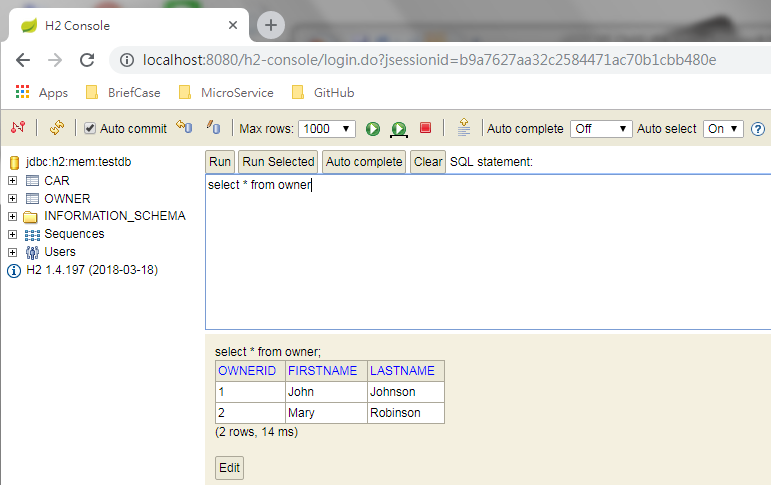 H2 Console
localhost:8080/h2-console/login.do?jsessionid=b9a7627aa32c2584471ac70b1cbb480e
Apps BriefCase MicroService GitHub
Auto commit Max rows: 1000 Auto complete Off Auto select On
jdbc:h2:mem:testdb
CAR
OWNER
INFORMATION_SCHEMA
Sequences
Users
H2 1.4.197 (2018-03-18)
Run Run Selected Auto complete Clear SQL statement:
select * from owner
select * from owner;
OWNERID FIRSTNAME LASTNAME
1 John Johnson
2 Mary Robinson
(2 rows, 14 ms)
Edit